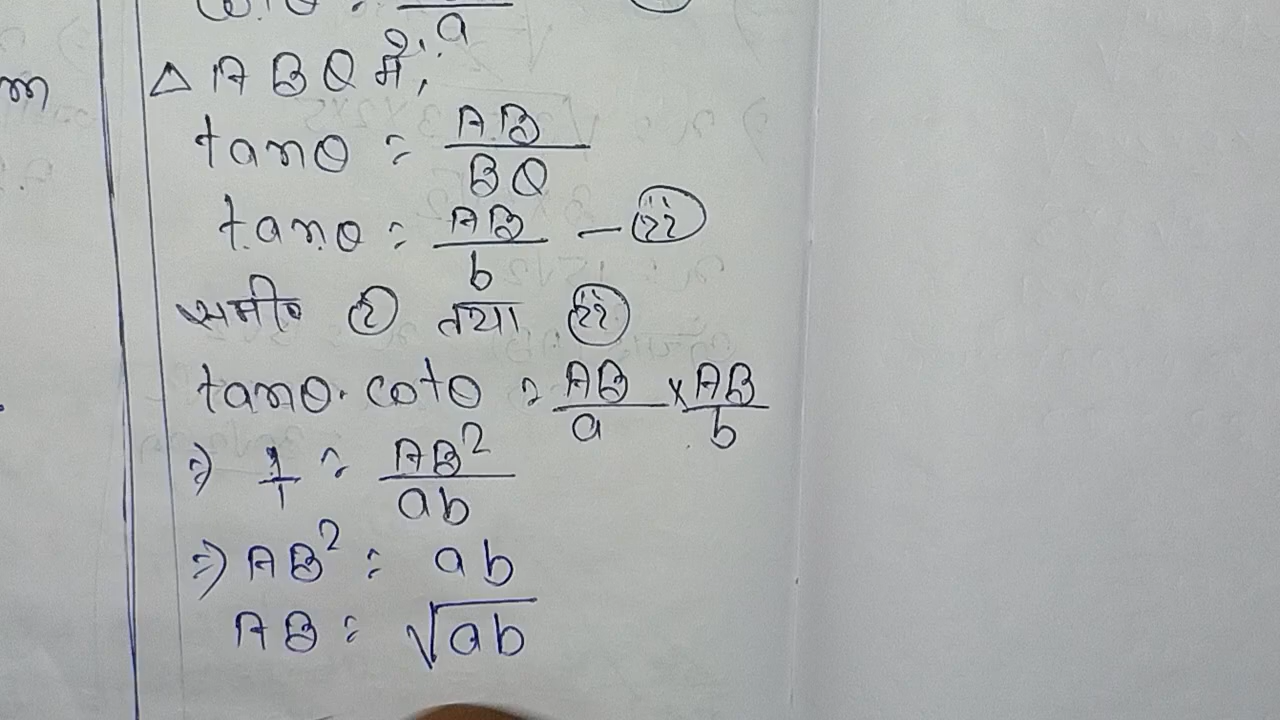 a
△ A B Q में,
tanθ = AB / BQ
tanθ = AB / b — (ii)
समी० (i) तथा (ii)
tanθ. cotθ = AB / a × AB / b
⇒ 1/1 = AB² / ab
⇒ AB² = ab
AB = √ab